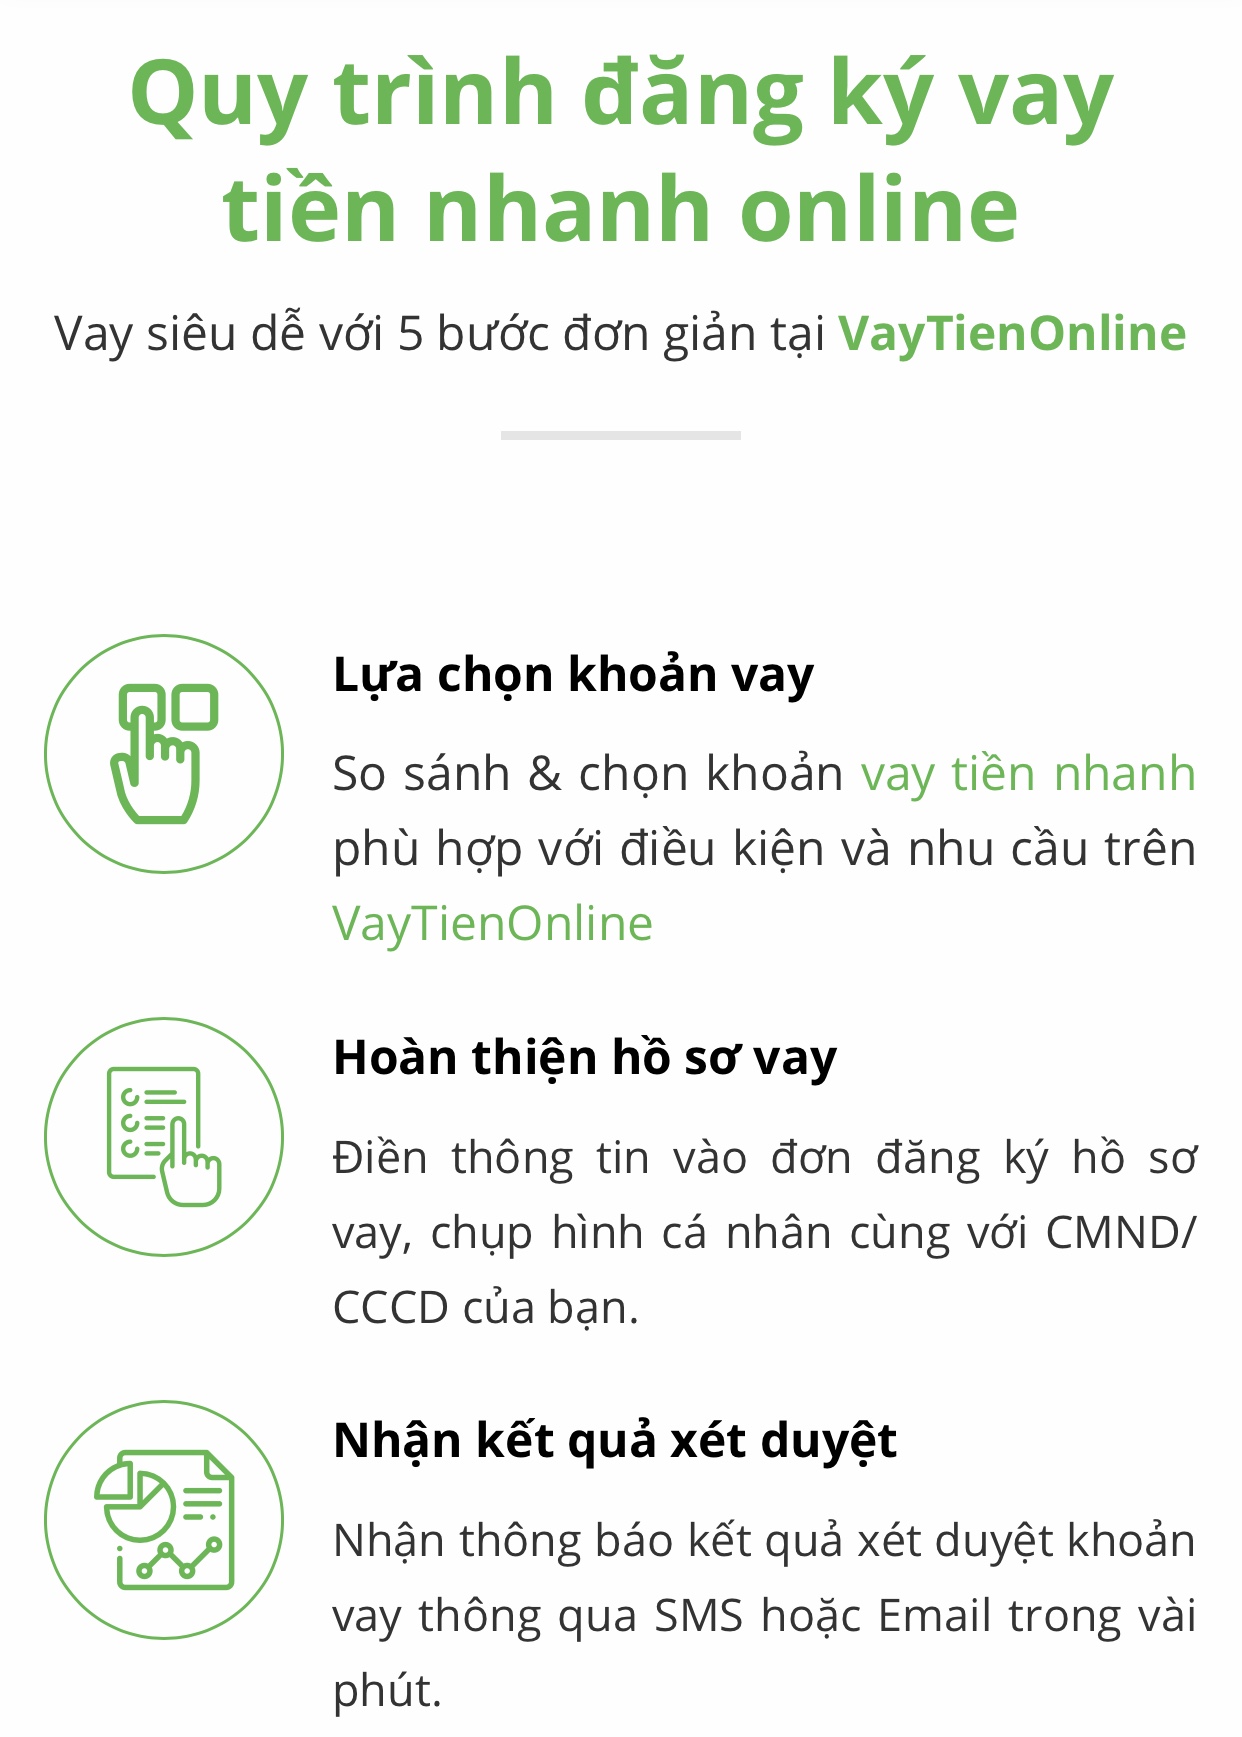 Quy trình đăng ký vay
tiền nhanh online
Vay siêu dễ với 5 bước đơn giản tại VayTienOnline
Lựa chọn khoản vay
So sánh & chọn khoản vay tiền nhanh
phù hợp với điều kiện và nhu cầu trên
VayTienOnline
Hoàn thiện hồ sơ vay
Điền thông tin vào đơn đăng ký hồ sơ
vay, chụp hình cá nhân cùng với CMND/
CCCD của bạn.
Nhận kết quả xét duyệt
Nhận thông báo kết quả xét duyệt khoản
vay thông qua SMS hoặc Email trong vài
phút.